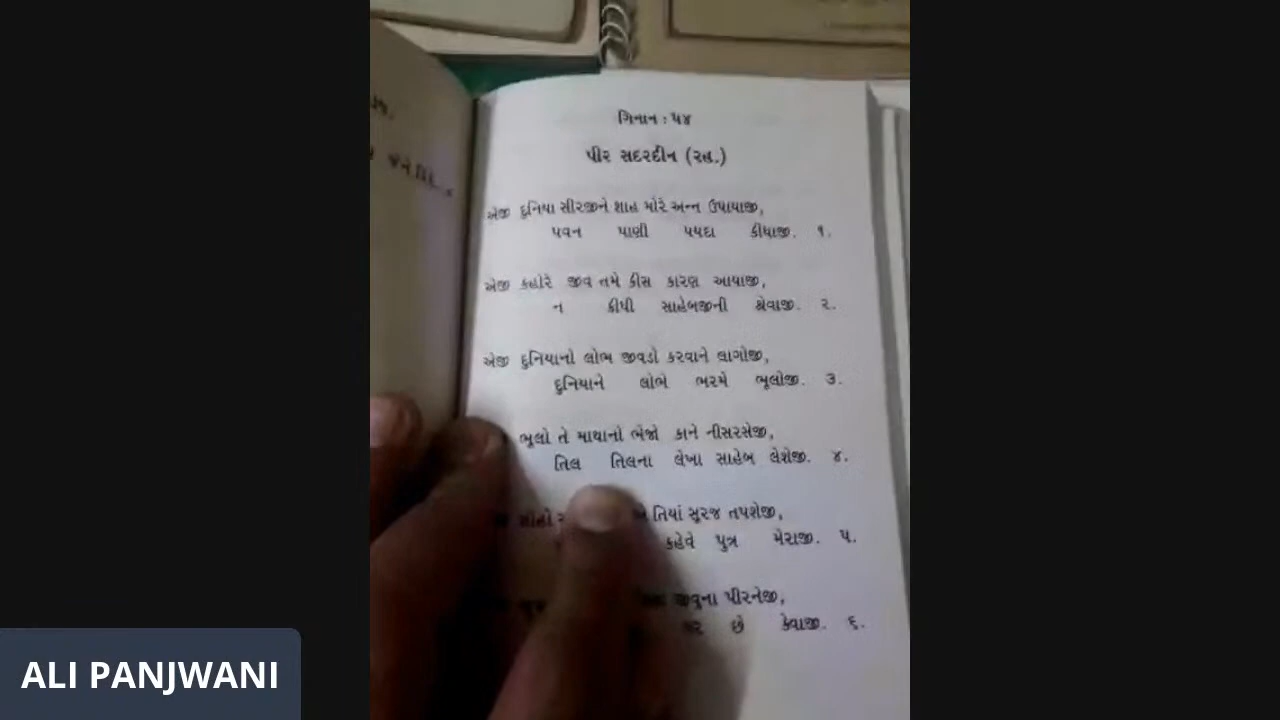 ગિનાન : ૫૪
પીર સદરદીન (રહ.)
એજી દુનિયા સીરજીને શાહ મોરે અન્ન ઉપાયાજી,
પવન પાણી પયદા કીધાજી. ૧.
એજી કહોરે જીવ તમે કીસ કારણ આયાજી,
ન કીધી સાહેબજીની શ્રેવાજી. ૨.
એજી દુનિયાનો લોભ જીવડો કરવાને લાગોજી,
દુનિયાને લોભે ભરમે ભૂલોજી. ૩.
ભૂલો તે માથાનો ભેજો કાને નીસરસેજી,
તિલ તિલના લેખા સાહેબ લેશેજી. ૪.
તિયાં સુરજ તપશેજી,
કહેવે પુત્ર મેરાજી. ૫.
જીવુના પીરનેજી,
છે કેવાજી. ૬.
ALI PANJWANI